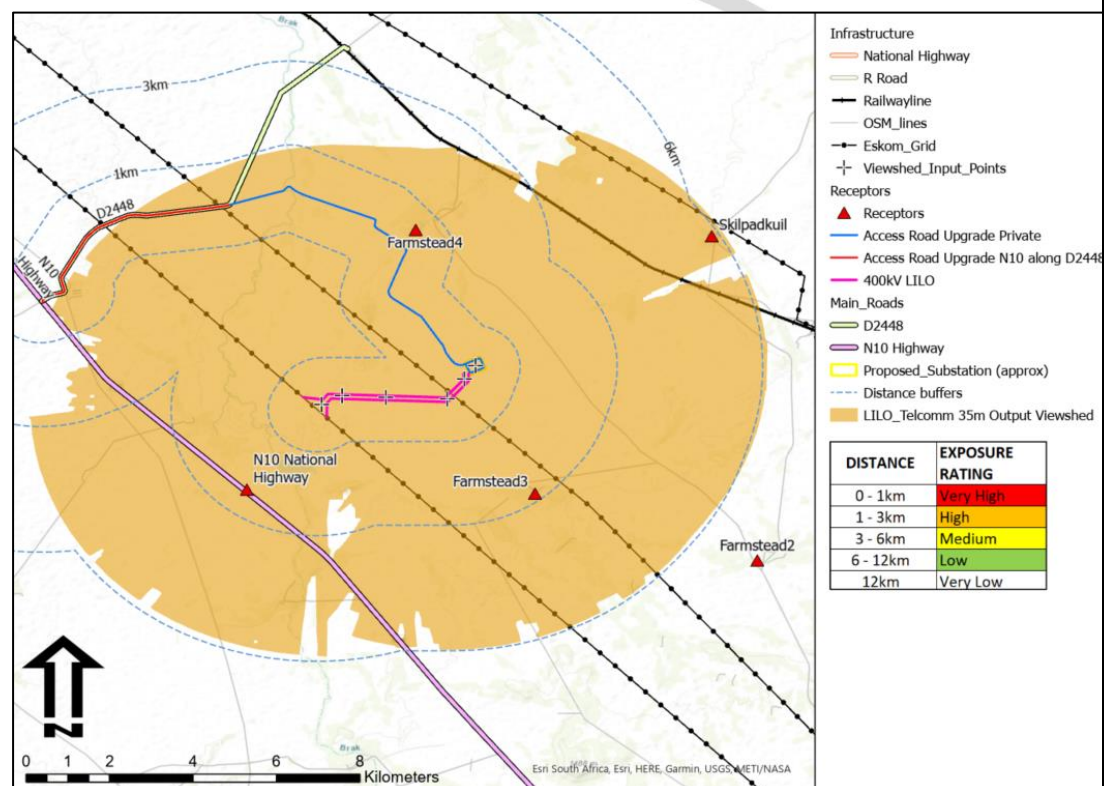 Brak
3km
6km
1km
D2448
N10
Highway
Farmstead4
Skilpadkuil
N10 National
Highway
Farmstead3
Farmstead2
Brak
N
0 1 2 4 6 8
Kilometers
Esri South Africa, Esri, HERE, Garmin, USGS, METI/NASA
Infrastructure
National Highway
R Road
Railwayline
OSM_lines
Eskom_Grid
Viewshed_Input_Points
Receptors
Receptors
Access Road Upgrade Private
Access Road Upgrade N10 along D2448
400kV LILO
Main_Roads
D2448
N10 Highway
Proposed_Substation (approx)
Distance buffers
LILO_Telcomm 35m Output Viewshed
DISTANCE EXPOSURE RATING
0 - 1km Very High
1 - 3km High
3 - 6km Medium
6 - 12km Low
12km Very Low